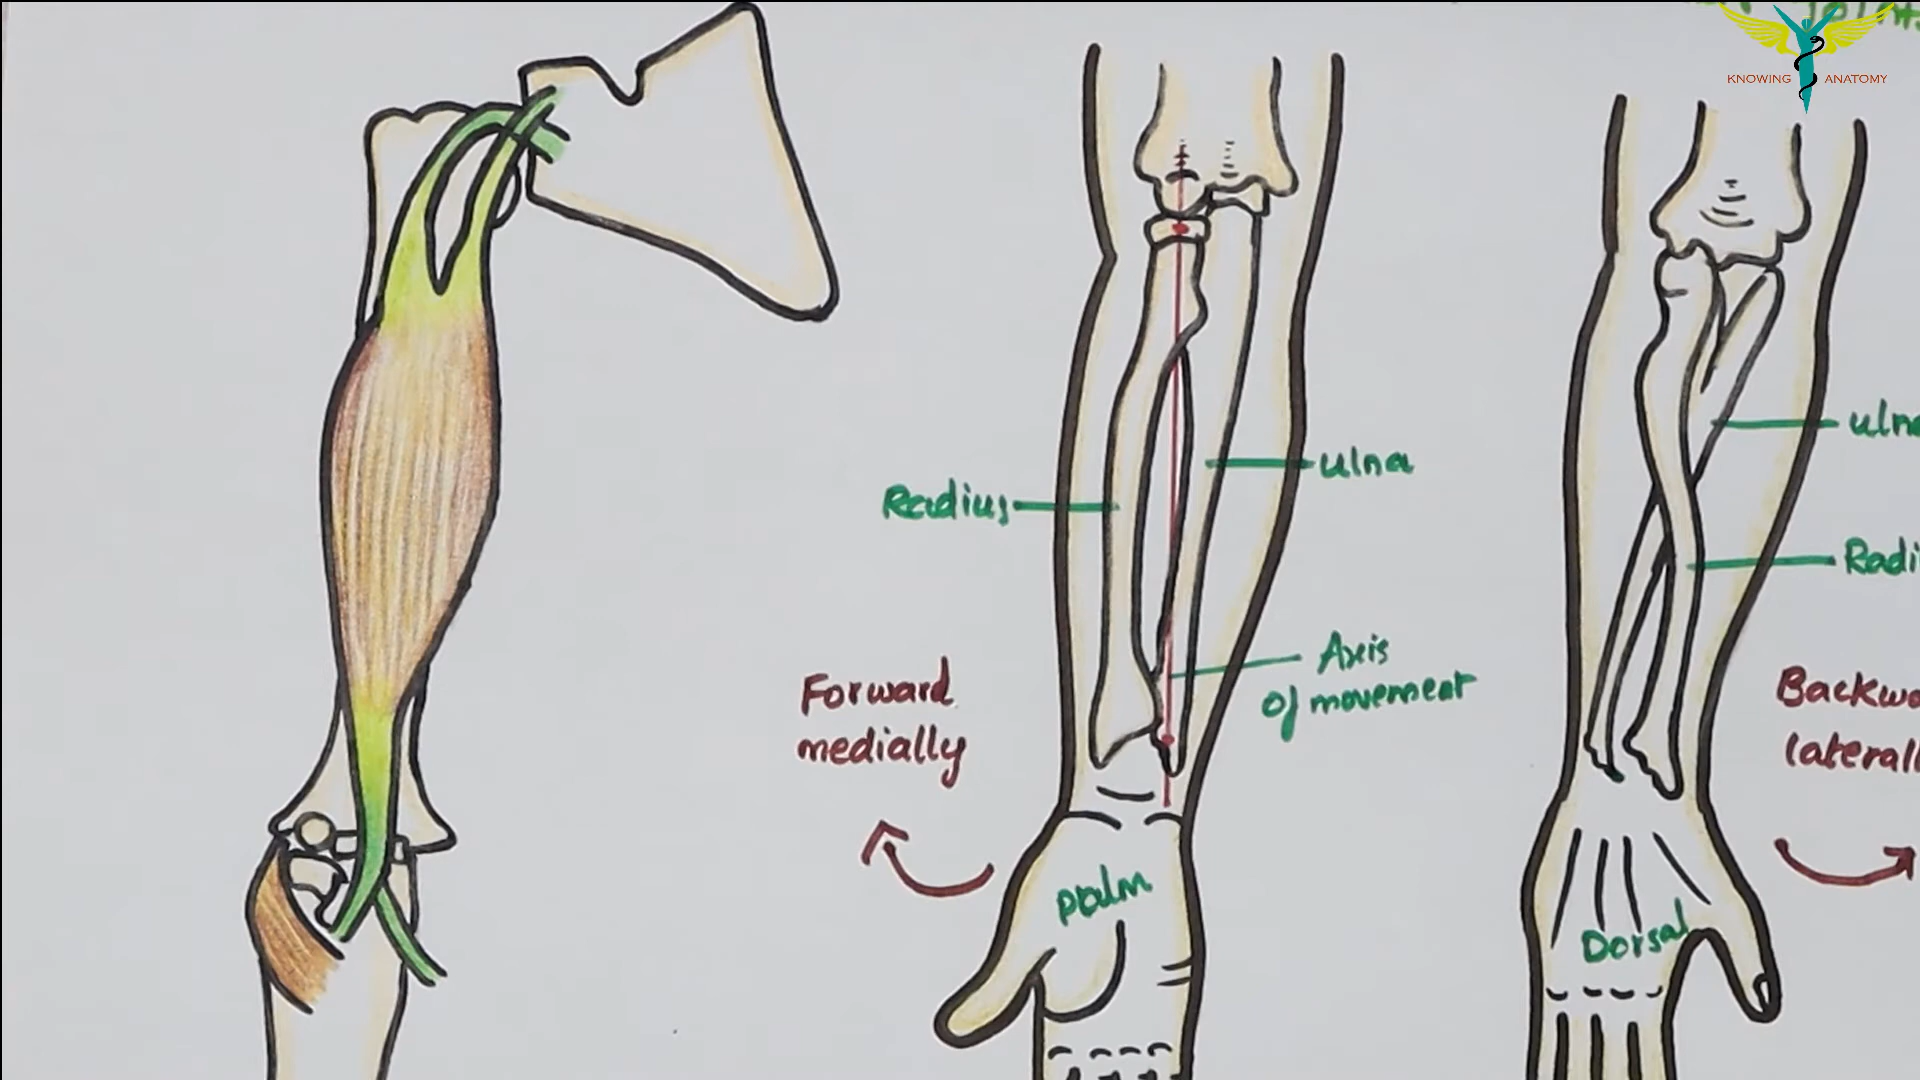 KNOWING ANATOMY
Radius
ulna
Axis
of movement
Forward
medially
palm
Dorsal